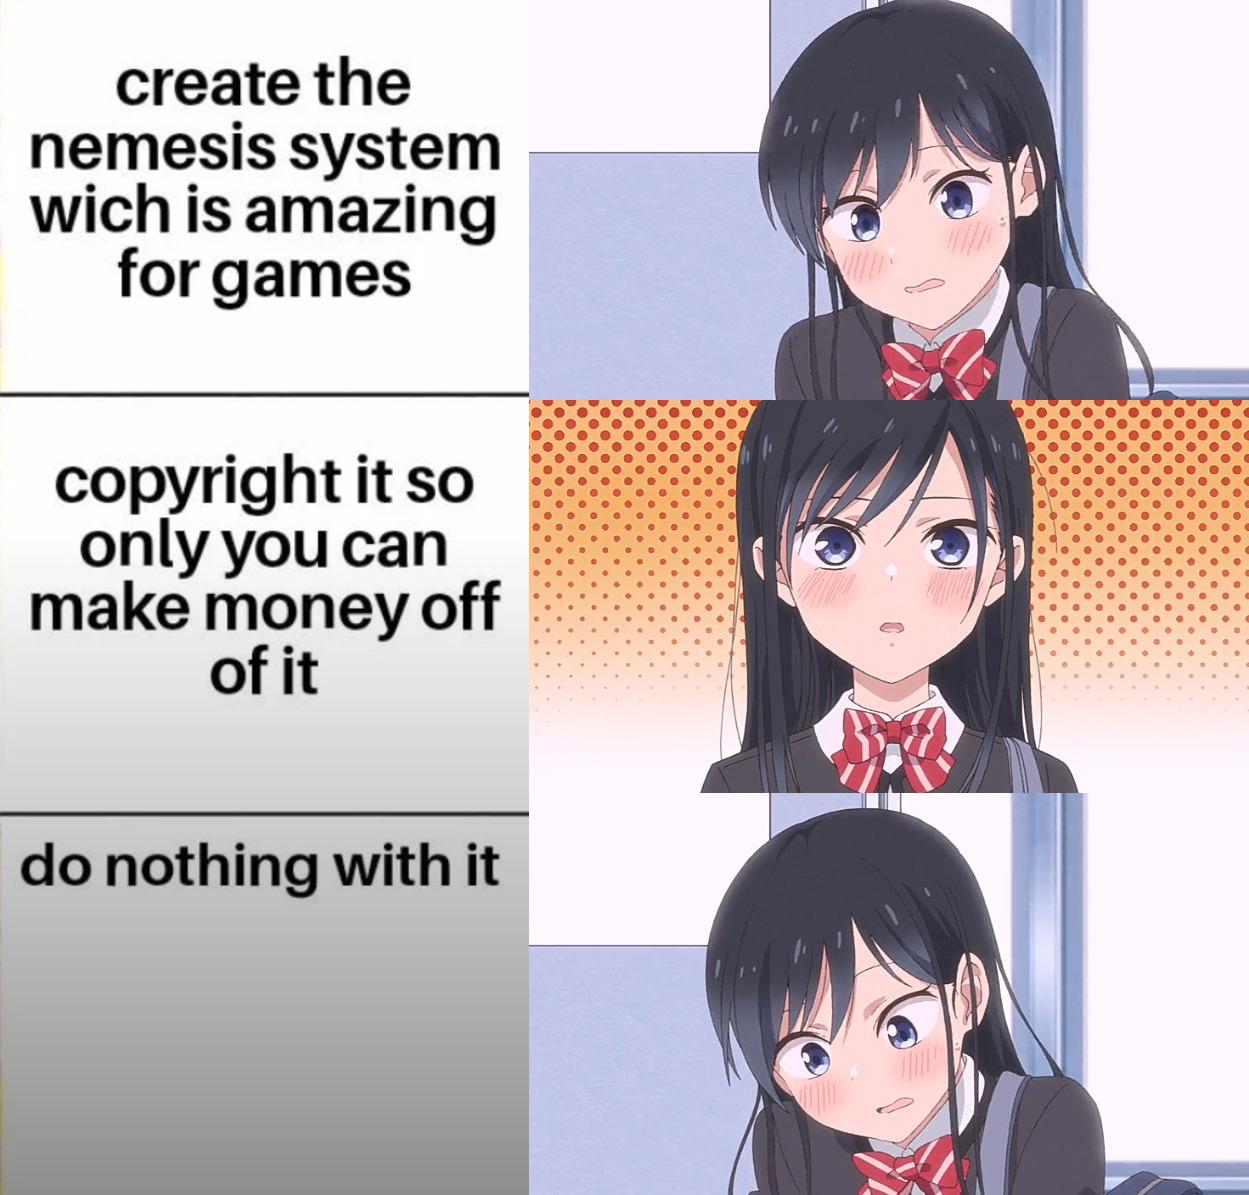 create the
nemesis system
wich is amazing
for games
copyright it so
only you can
make money off
of it
do nothing with it